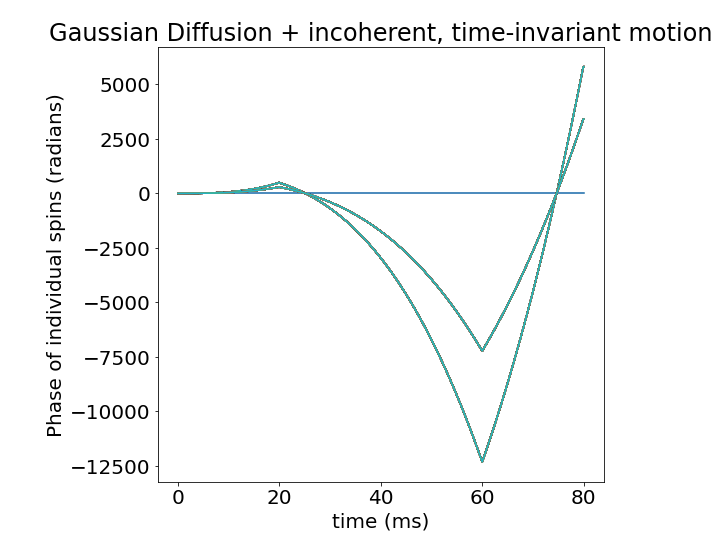 Gaussian Diffusion + incoherent, time-invariant motion
Phase of individual spins (radians)
5000
2500
0
−2500
−5000
−7500
−10000
−12500
0 20 40 60 80
time (ms)